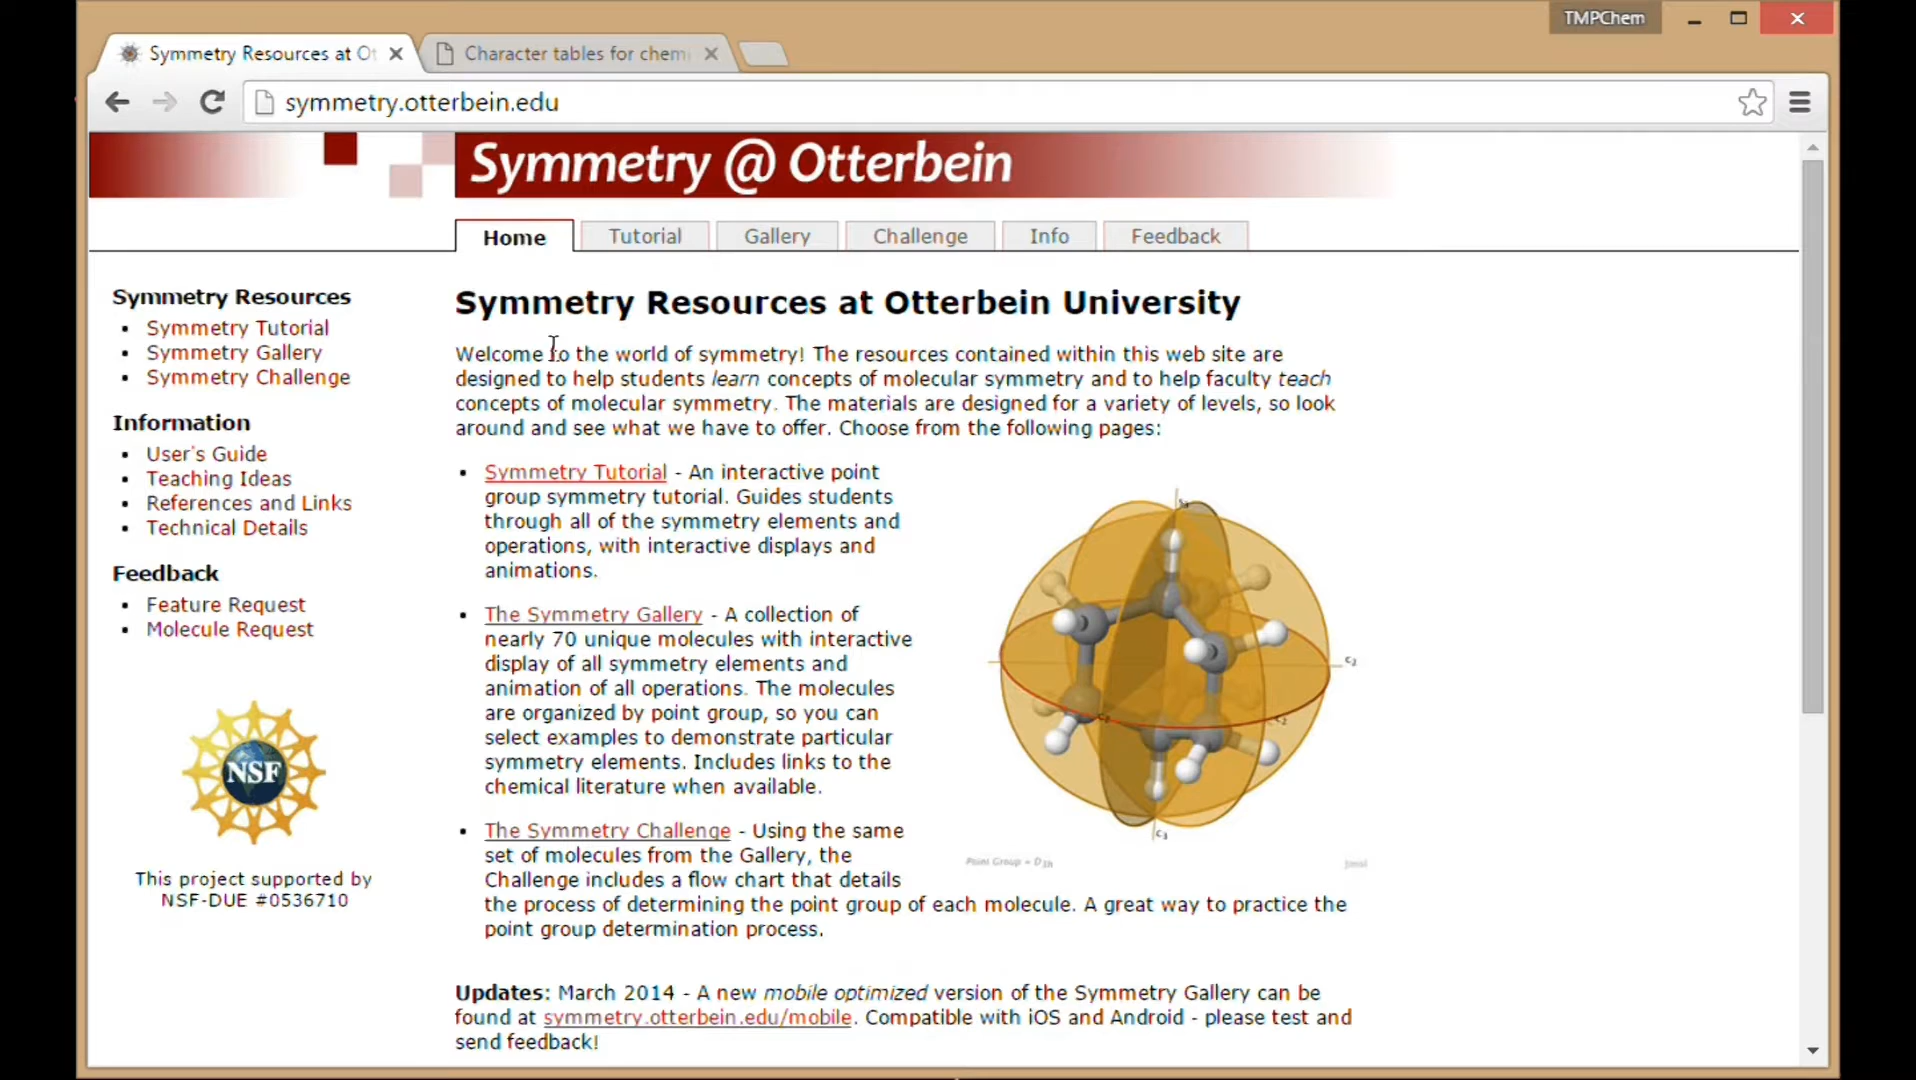 TMPChem
Symmetry Resources at Ot
Character tables for chem
symmetry.otterbein.edu
Symmetry @ Otterbein
Home
Tutorial
Gallery
Challenge
Info
Feedback
Symmetry Resources
• Symmetry Tutorial
• Symmetry Gallery
• Symmetry Challenge
Information
• User's Guide
• Teaching Ideas
• References and Links
• Technical Details
Feedback
• Feature Request
• Molecule Request
NSF
This project supported by
NSF-DUE #0536710
Symmetry Resources at Otterbein University
Welcome to the world of symmetry! The resources contained within this web site are
designed to help students learn concepts of molecular symmetry and to help faculty teach
concepts of molecular symmetry. The materials are designed for a variety of levels, so look
around and see what we have to offer. Choose from the following pages:
• Symmetry Tutorial - An interactive point
group symmetry tutorial. Guides students
through all of the symmetry elements and
operations, with interactive displays and
animations.
• The Symmetry Gallery - A collection of
nearly 70 unique molecules with interactive
display of all symmetry elements and
animation of all operations. The molecules
are organized by point group, so you can
select examples to demonstrate particular
symmetry elements. Includes links to the
chemical literature when available.
• The Symmetry Challenge - Using the same
set of molecules from the Gallery, the
Challenge includes a flow chart that details
the process of determining the point group of each molecule. A great way to practice the
point group determination process.
C2
C2
C3
Point Group = D3h
Jmol
Updates: March 2014 - A new mobile optimized version of the Symmetry Gallery can be
found at symmetry.otterbein.edu/mobile. Compatible with iOS and Android - please test and
send feedback!